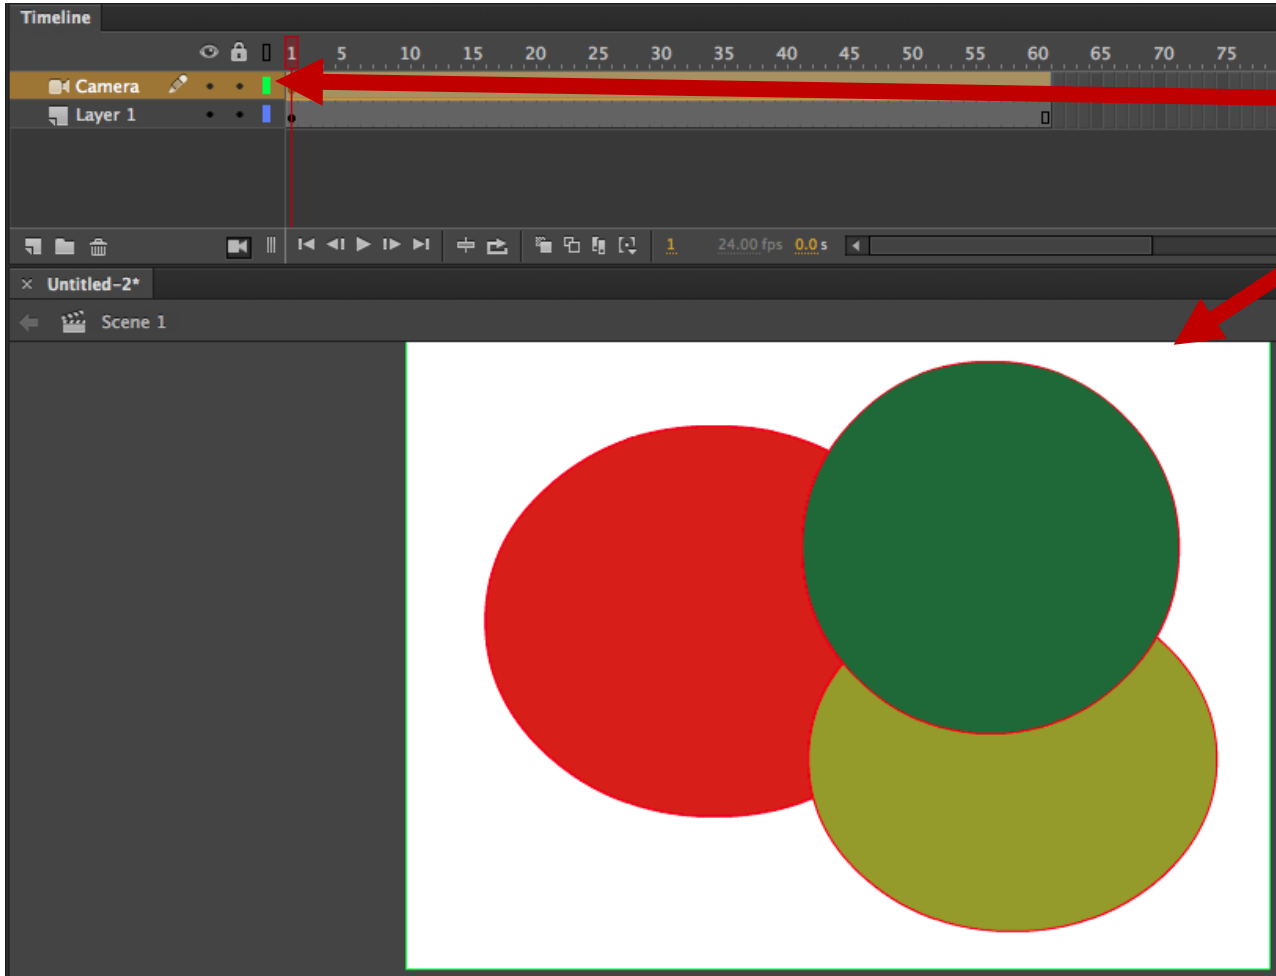 Timeline
1 5 10 15 20 25 30 35 40 45 50 55 60 65 70 75
Camera
Layer 1
1 24.00 fps 0.0 s
× Untitled-2*
Scene 1